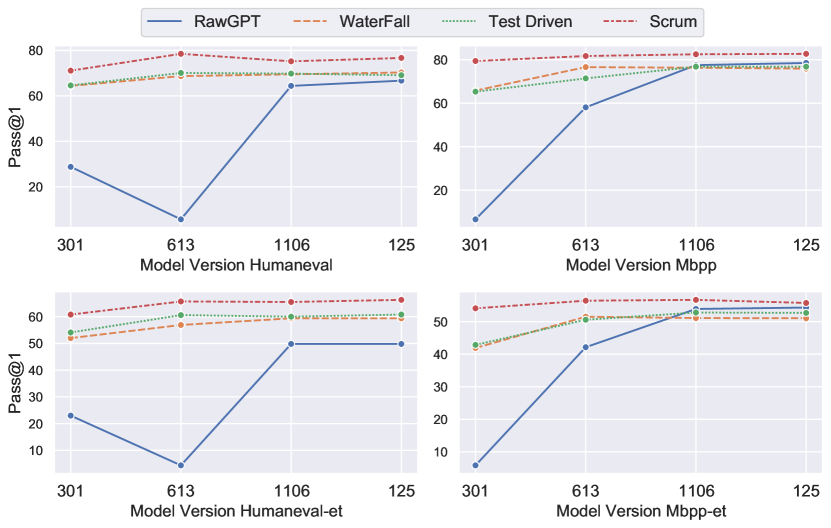 RawGPT WaterFall Test Driven Scrum
80
60
40
20
Pass@1
301 613 1106 125
Model Version Humaneval
80
60
40
20
301 613 1106 125
Model Version Mbpp
60
50
40
30
20
10
Pass@1
301 613 1106 125
Model Version Humaneval-et
50
40
30
20
10
301 613 1106 125
Model Version Mbpp-et